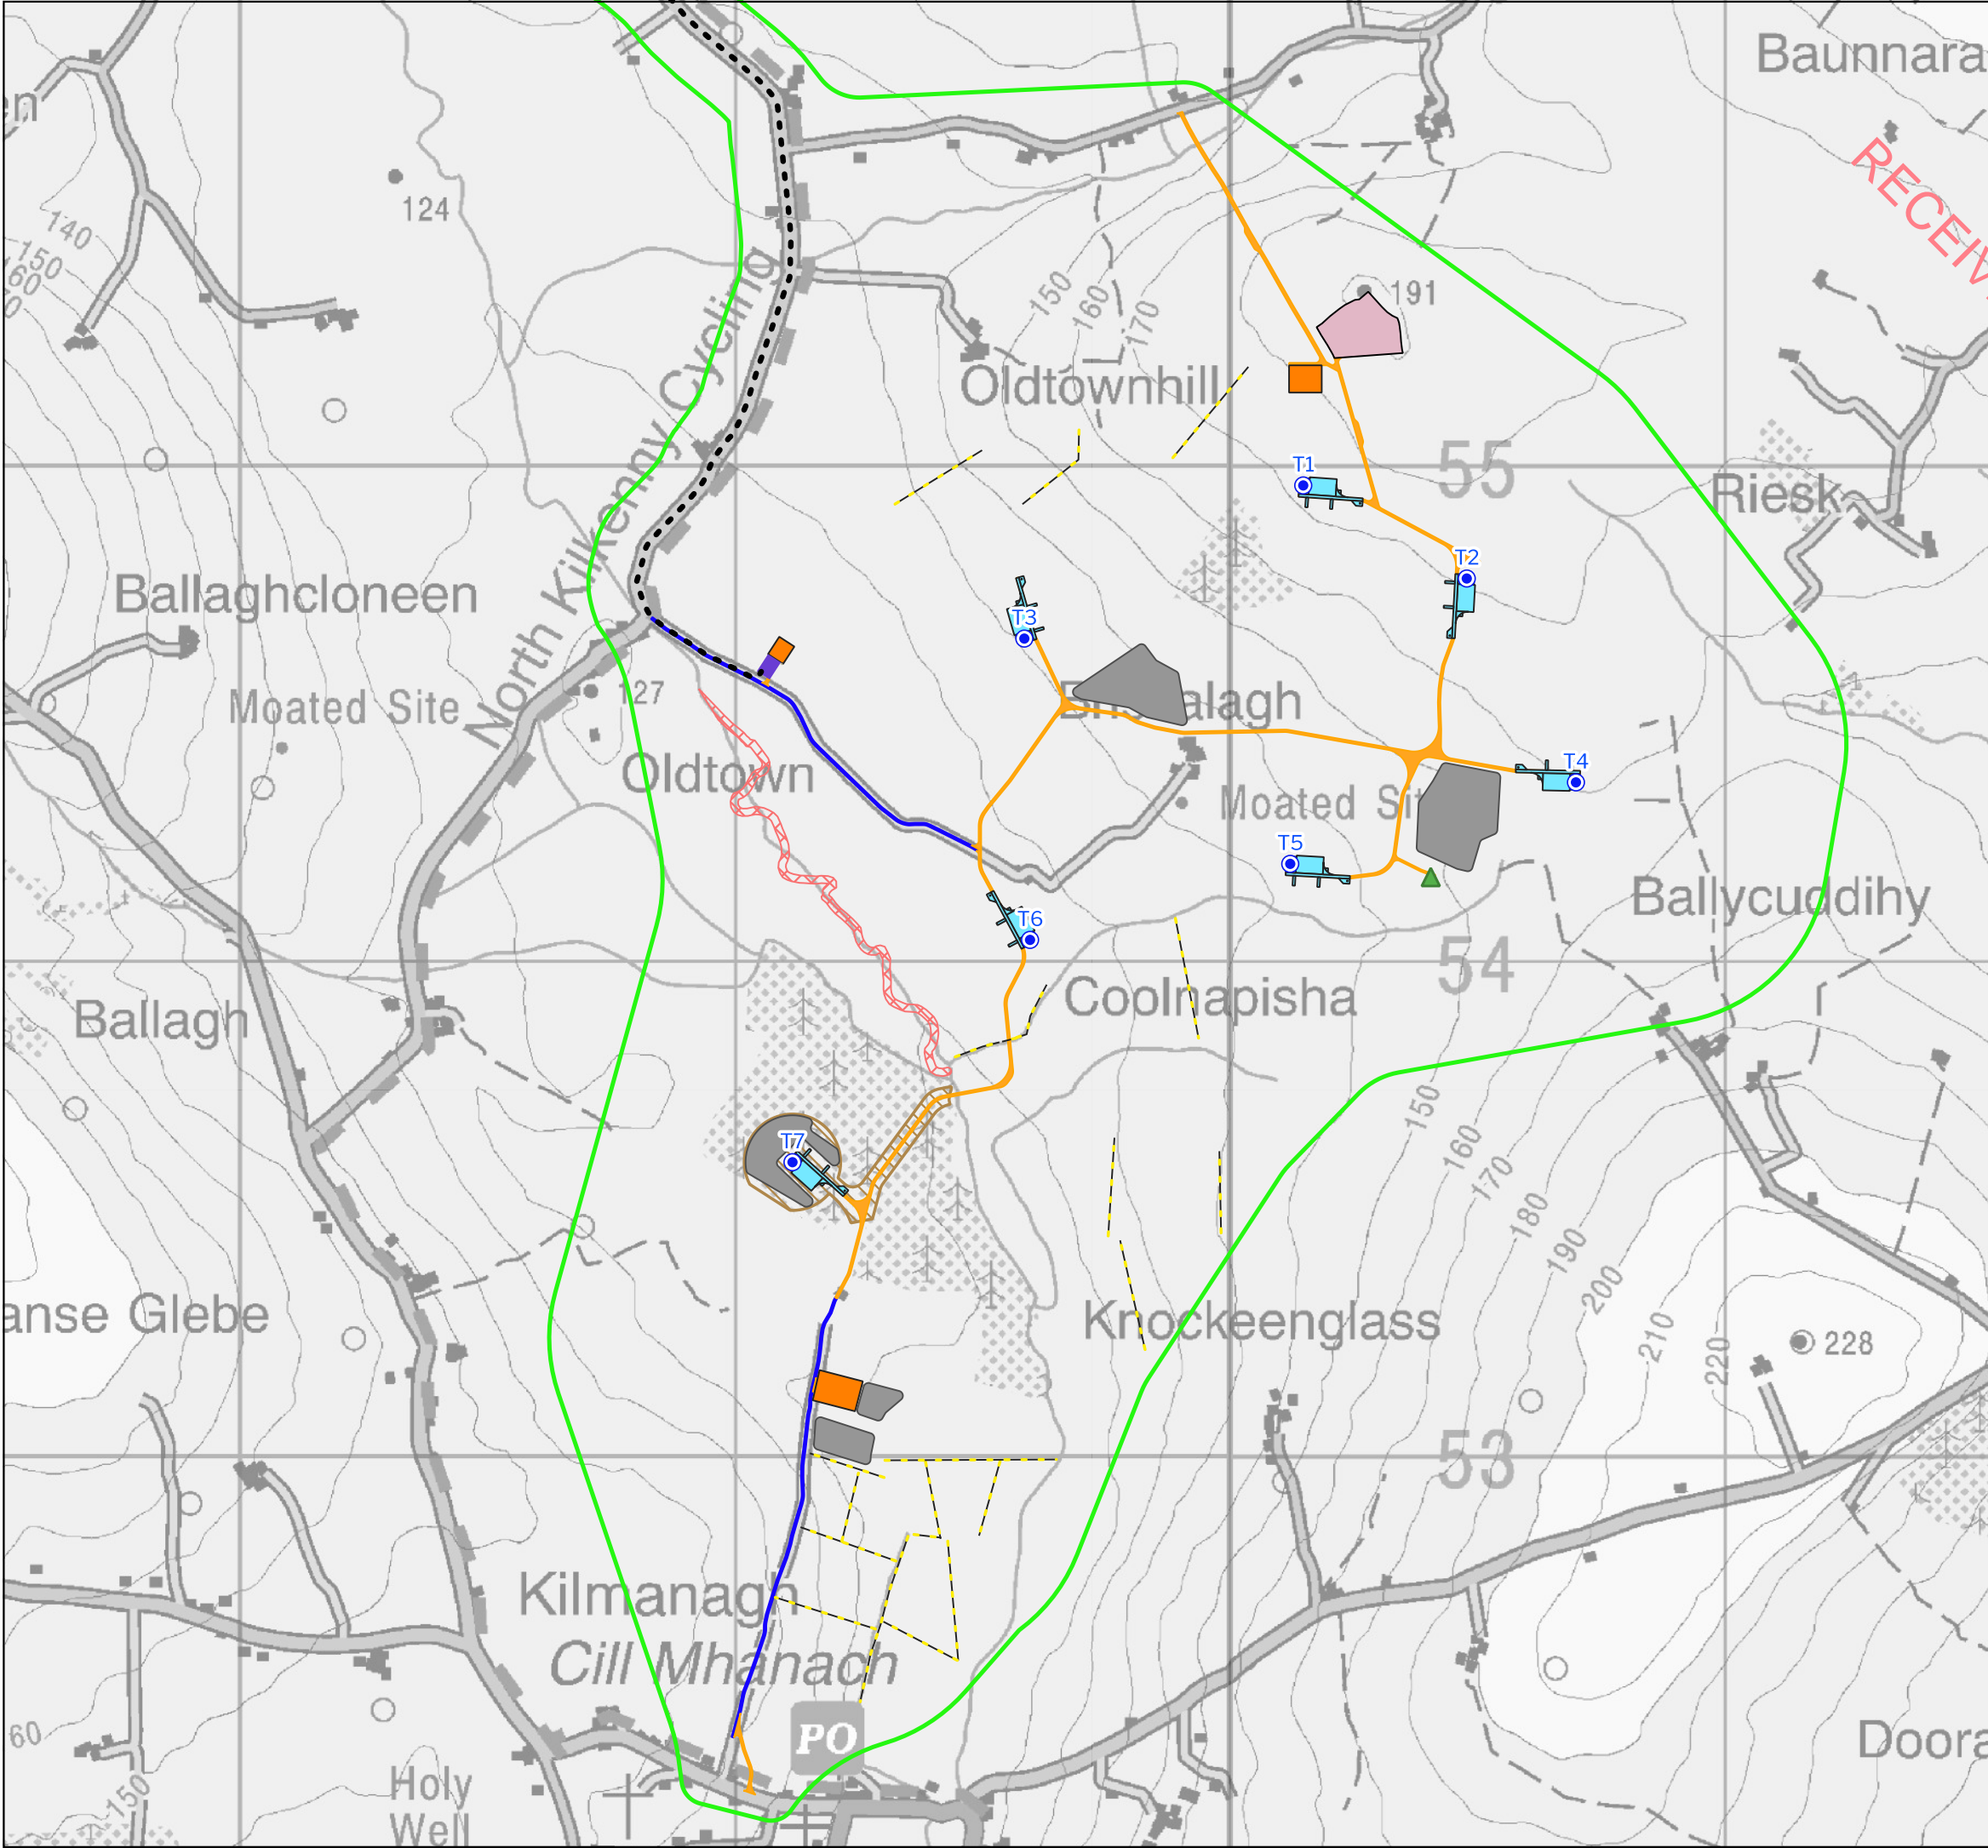 Baunnara
en
RECEIV
140
150
60
124
150
160
170
191
Oldtownhill
North Kilkenny Cycling
55
T1
Riesk
T2
Ballaghcloneen
T3
127
Moated Site
Oldtown
T4
Moated Sit
T5
Ballycuddihy
T6
54
Coolnapisha
Ballagh
150
160
170
180
190
200
210
220
T7
anse Glebe
Knockeenglass
228
53
Kilmanagh
Cill Mhanach
PO
60
150
Holy
Well
Doora